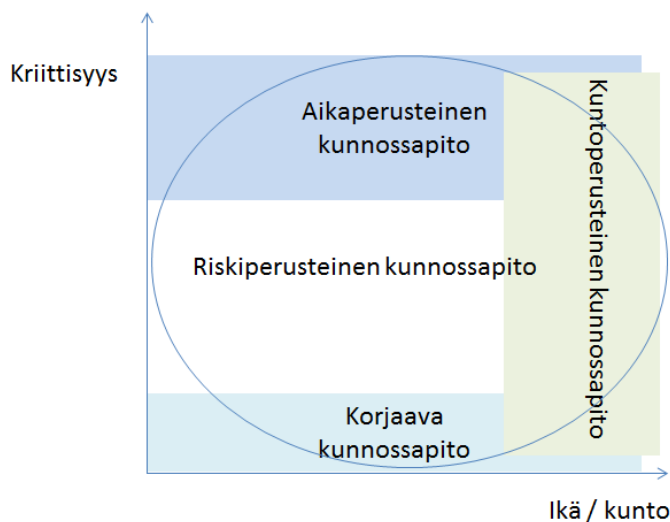 Kriittisyys
Aikaperusteinen
kunnossapito
Kuntoperusteinen kunnossapito
Riskiperusteinen kunnossapito
Korjaava
kunnossapito
Ikä / kunto